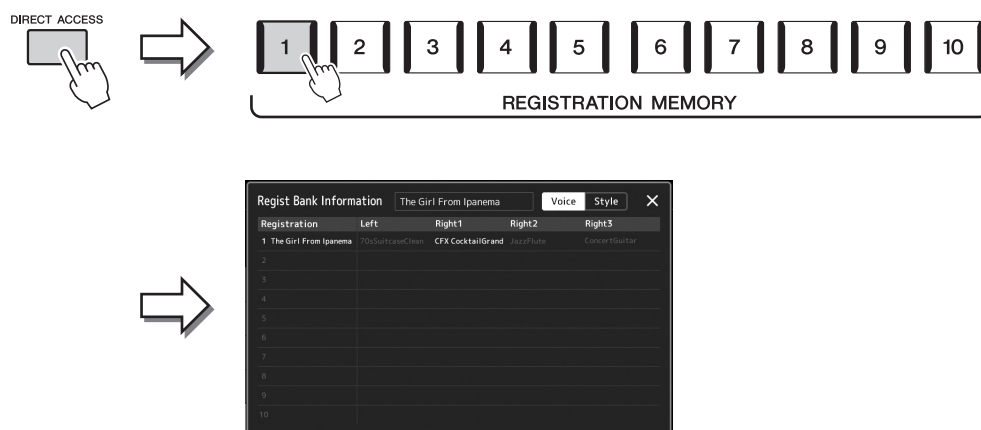 DIRECT ACCESS
1 2 3 4 5 6 7 8 9 10
REGISTRATION MEMORY
Regist Bank Information The Girl From Ipanema Voice Style ×
Registration Left Right1 Right2 Right3
1 The Girl From Ipanema 70sSuitcaseClean CFX CocktailGrand JazzFlute ConcertGuitar
2
3
4
5
6
7
8
9
10